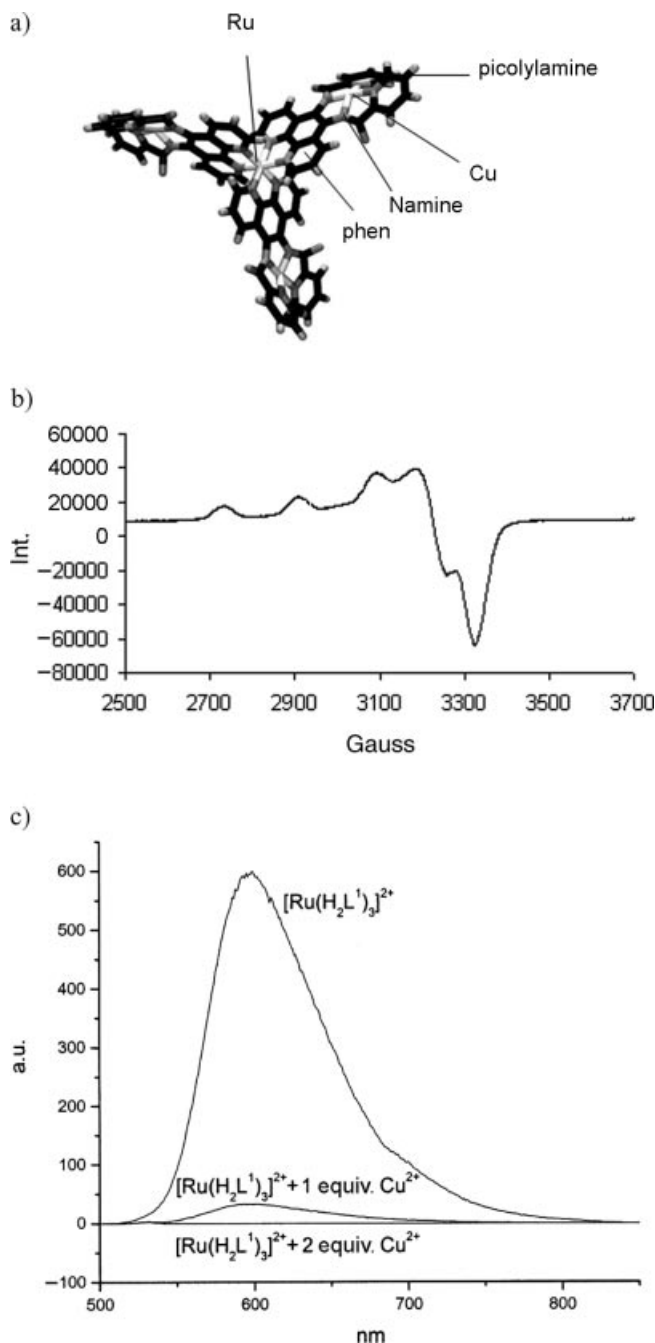 a)
Ru
picolylamine
Cu
Namine
phen
b)
60000
40000
20000
0
−20000
−40000
−60000
−80000
Int.
2500 2700 2900 3100 3300 3500 3700
Gauss
c)
600
500
400
300
200
100
0
−100
a.u.
[Ru(H₂L¹)₃]²⁺
[Ru(H₂L¹)₃]²⁺+ 1 equiv. Cu²⁺
[Ru(H₂L¹)₃]²⁺+ 2 equiv. Cu²⁺
500 600 700 800
nm